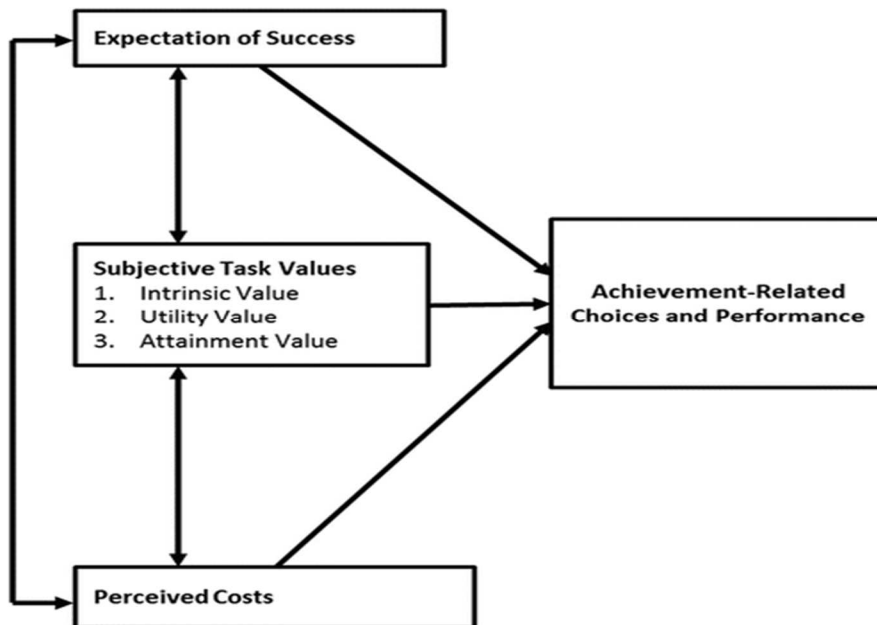 Expectation of Success
Subjective Task Values
1. Intrinsic Value
2. Utility Value
3. Attainment Value
Achievement-Related
Choices and Performance
Perceived Costs